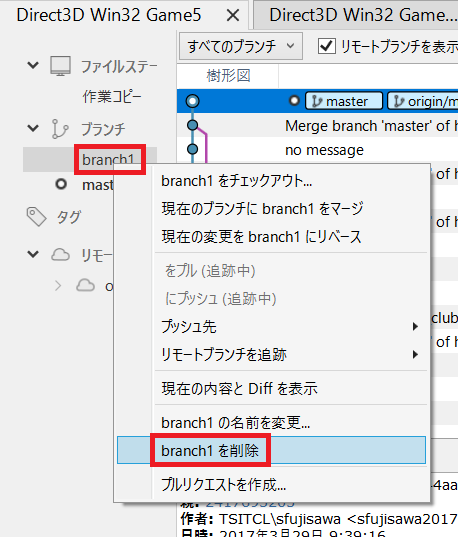 Direct3D Win32 Game5
Direct3D Win32 Game...
ファイルステー
作業コピー
ブランチ
branch1
mas
タグ
リモー
o
すべてのブランチ
リモートブランチを表示
樹形図
master
origin/m
Merge branch 'master' of h
no message
branch1 をチェックアウト...
現在のブランチに branch1 をマージ
現在の変更を branch1 にリベース
をプル (追跡中)
にプッシュ (追跡中)
プッシュ先
リモートブランチを追跡
現在の内容と Diff を表示
branch1 の名前を変更...
branch1 を削除
プルリクエストを作成...
of h
club
' of h
4aa
作者: TSITCL\sfujisawa <sfujisawa2017
日時: 2017年3月29日 9:39:16